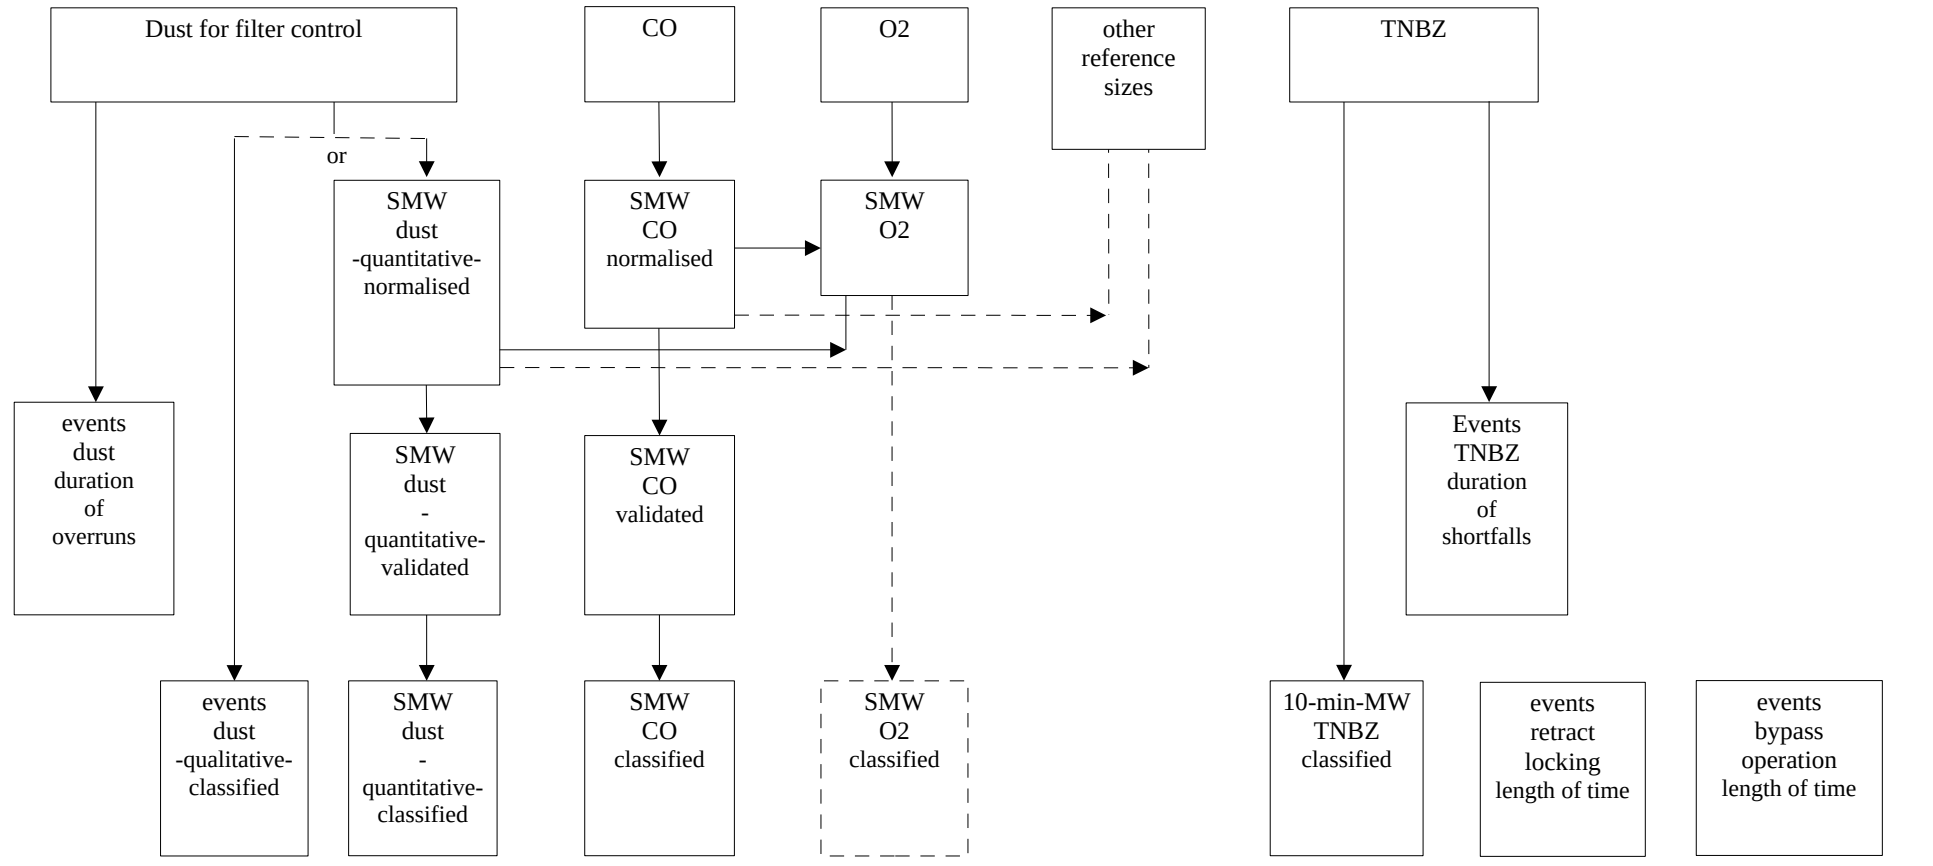 Dust for filter control
CO
O2
other
reference
sizes
TNBZ
or
SMW
dust
-quantitative-
normalised
SMW
CO
normalised
SMW
O2
events
dust
duration
of
overruns
SMW
dust
-
quantitative-
validated
SMW
CO
validated
Events
TNBZ
duration
of
shortfalls
events
dust
-qualitative-
classified
SMW
dust
-
quantitative-
classified
SMW
CO
classified
SMW
O2
classified
10-min-MW
TNBZ
classified
events
retract
locking
length of time
events
bypass
operation
length of time